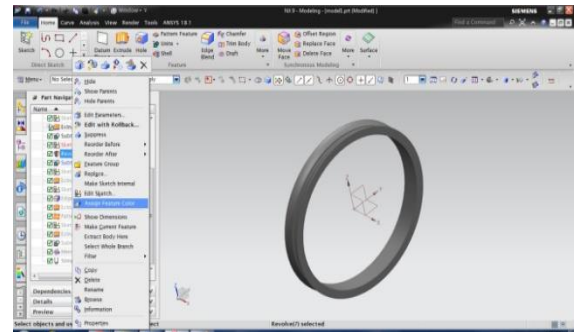 NX 9 - Modeling - [model1.prt (Modified) ]
SIEMENS
File Home Curve Analysis View Render Tools ANSYS 18.1
Find a Command
Sketch
Datum Extrude Hole
Pattern Feature
Unite
Shell
Edge Blend
Chamfer
Trim Body
Draft
More
Move Face
Offset Region
Replace Face
Delete Face
More
Surface
Direct Sketch
Feature
Synchronous Modeling
Menu
No Selec
Part Naviga
Name
Hide
Show Parents
Hide Parents
Edit Parameters...
Edit with Rollback...
Suppress
Reorder Before
Reorder After
Feature Group
Replace...
Make Sketch Internal
Edit Sketch...
Assign Feature Color
Show Dimensions
Make Current Feature
Extract Body Here
Select Whole Branch
Filter
Copy
Delete
Rename
Browse
Information
Properties
Dependencies
Details
Preview
Select objects and us
Revolve(7) selected